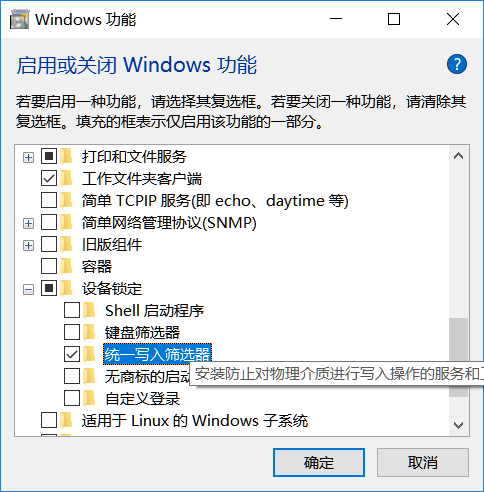 Windows 功能
启用或关闭 Windows 功能
?
若要启用一种功能，请选择其复选框。若要关闭一种功能，请清除其
复选框。填充的框表示仅启用该功能的一部分。
打印和文件服务
工作文件夹客户端
简单 TCPIP 服务(即 echo、daytime 等)
简单网络管理协议(SNMP)
旧版组件
容器
设备锁定
Shell 启动程序
键盘筛选器
统一写入筛选器
安装防止对物理介质进行写入操作的服务和
无商标的启动
自定义登录
适用于 Linux 的 Windows 子系统
确定
取消